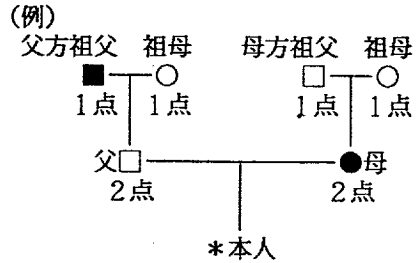 (例)
父方祖父 祖母 母方祖父 祖母
1点 1点 1点 1点
父 母
2点 2点
*本人